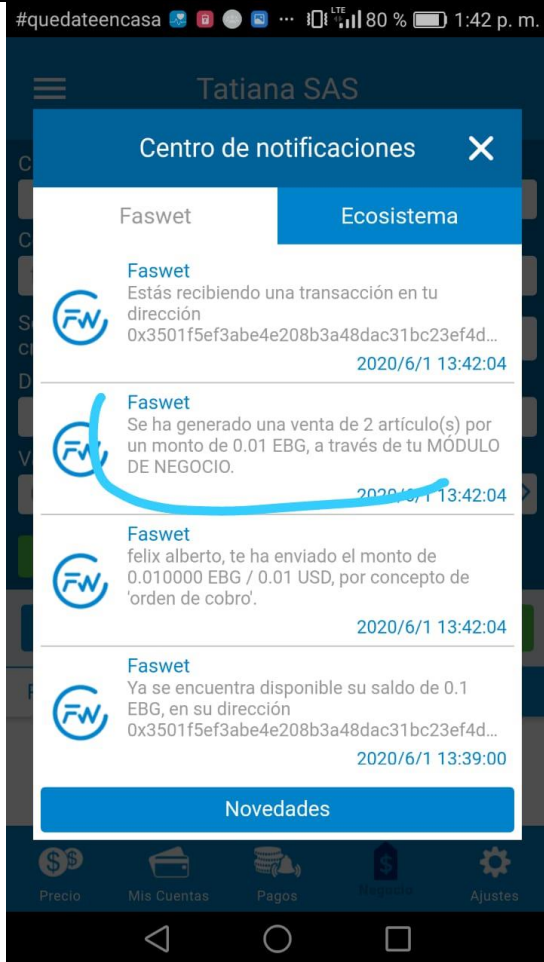 #quedateencasa ... LTE 80 % 1:42 p. m.
Tatiana SAS
Centro de notificaciones
Faswet Ecosistema
Faswet
Estás recibiendo una transacción en tu
dirección
0x3501f5ef3abe4e208b3a48dac31bc23ef4d...
2020/6/1 13:42:04
Faswet
Se ha generado una venta de 2 artículo(s) por
un monto de 0.01 EBG, a través de tu MÓDULO
DE NEGOCIO.
2020/6/1 13:42:04
Faswet
felix alberto, te ha enviado el monto de
0.010000 EBG / 0.01 USD, por concepto de
'orden de cobro'.
2020/6/1 13:42:04
Faswet
Ya se encuentra disponible su saldo de 0.1
EBG, en su dirección
0x3501f5ef3abe4e208b3a48dac31bc23ef4d...
2020/6/1 13:39:00
Novedades
Precio Mis Cuentas Pagos Negocio Ajustes